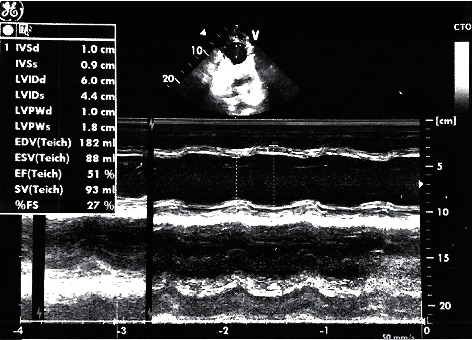 GE
V
CTO
10
20
1 IVSd 1.0 cm
IVSs 0.9 cm
LVIDd 6.0 cm
LVIDs 4.4 cm
LVPWd 1.0 cm
LVPWs 1.8 cm
EDV(Teich) 182 ml
ESV(Teich) 88 ml
EF(Teich) 51 %
SV(Teich) 93 ml
%FS 27 %
[cm]
5
10
15
20
-4 -3 -2 -1 0
50 mm/s